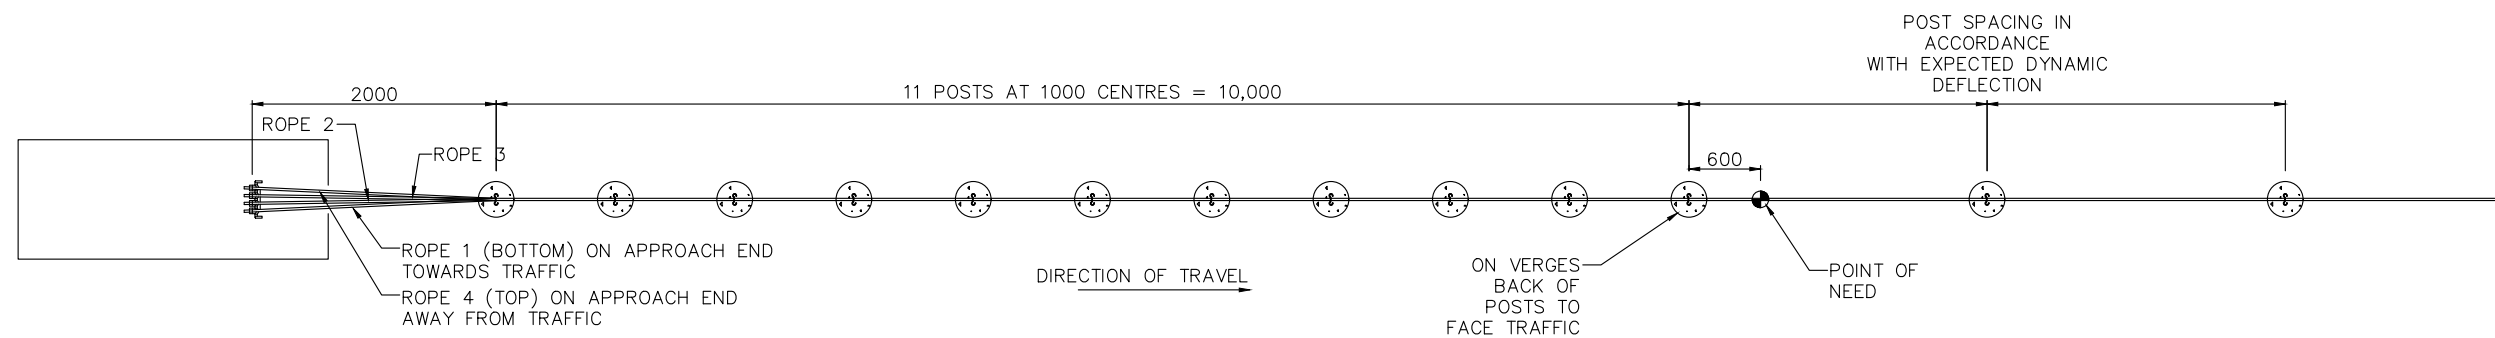 POST SPACING IN
ACCORDANCE
WITH EXPECTED DYNAMIC
DEFLECTION
2000
11 POSTS AT 1000 CENTRES = 10,000
ROPE 2
ROPE 3
600
ROPE 1 (BOTTOM) ON APPROACH END
TOWARDS TRAFFIC
ROPE 4 (TOP) ON APPROACH END
AWAY FROM TRAFFIC
DIRECTION OF TRAVEL
ON VERGES
BACK OF
POSTS TO
FACE TRAFFIC
POINT OF
NEED